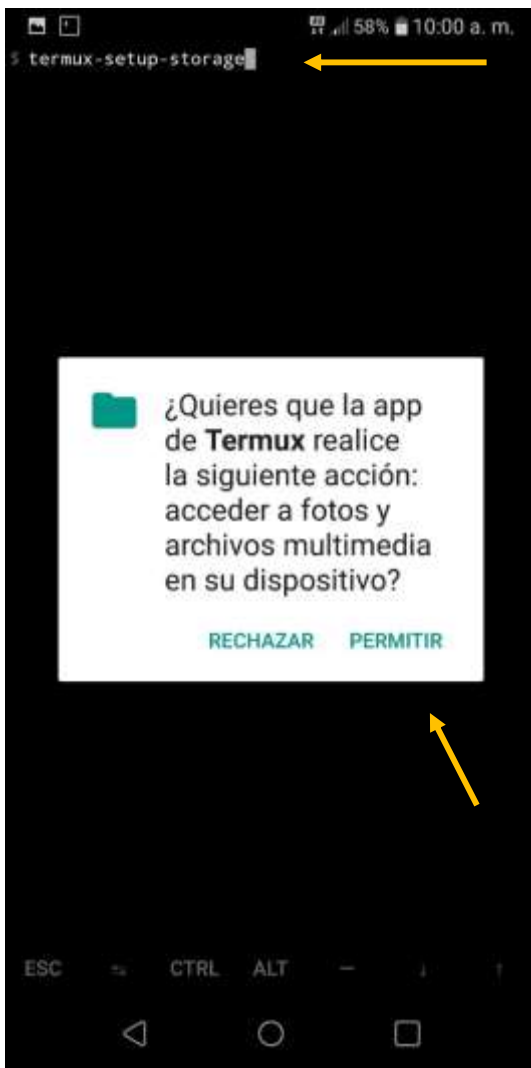 58% 10:00 a. m.
$ termux-setup-storage
¿Quieres que la app
de Termux realice
la siguiente acción:
acceder a fotos y
archivos multimedia
en su dispositivo?
RECHAZAR PERMITIR
ESC CTRL ALT — ↓ ↑